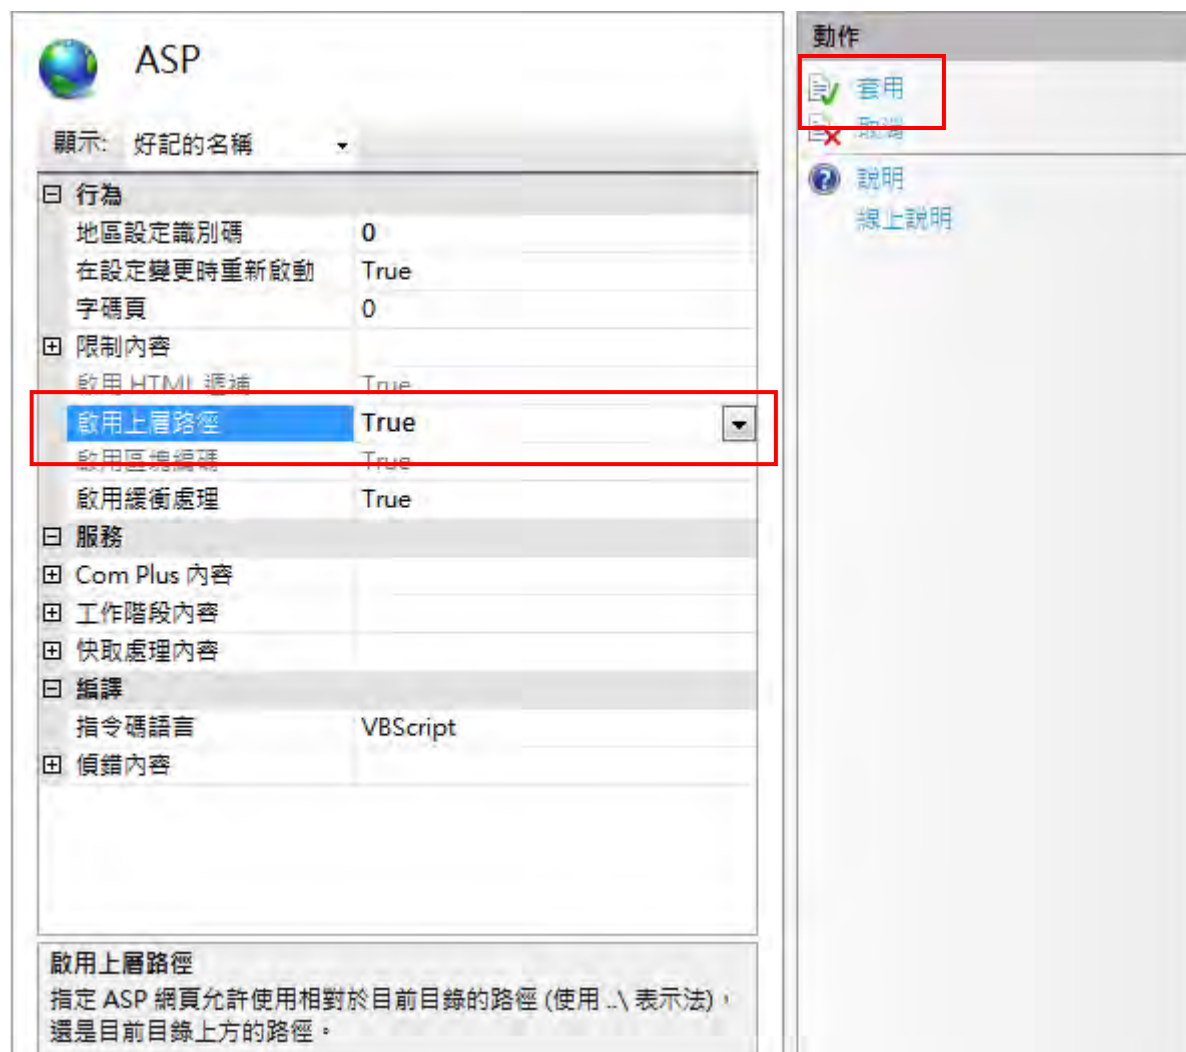 ASP
顯示: 好記的名稱
行為
地區設定識別碼 0
在設定變更時重新啟動 True
字碼頁 0
限制內容
啟用 HTML 遞補 True
啟用上層路徑 True
啟用區塊編碼 True
啟用緩衝處理 True
服務
Com Plus 內容
工作階段內容
快取處理內容
編譯
指令碼語言 VBScript
偵錯內容
啟用上層路徑
指定 ASP 網頁允許使用相對於目前目錄的路徑 (使用 ..\ 表示法)，
還是目前目錄上方的路徑。
動作
套用
取消
說明
線上說明